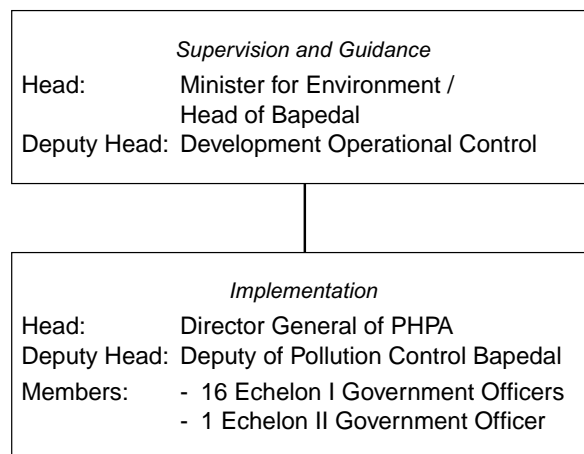 Supervision and Guidance
Head: Minister for Environment /
Head of Bapedal
Deputy Head: Development Operational Control
Implementation
Head: Director General of PHPA
Deputy Head: Deputy of Pollution Control Bapedal
Members: - 16 Echelon I Government Officers
- 1 Echelon II Government Officer